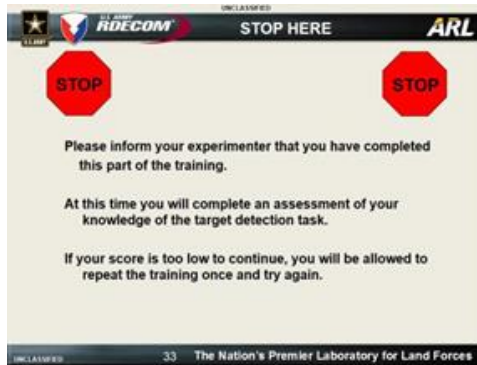 UNCLASSIFIED
U.S. ARMY
RDECOM
STOP HERE
ARL
U.S. ARMY
STOP
STOP
Please inform your experimenter that you have completed
this part of the training.
At this time you will complete an assessment of your
knowledge of the target detection task.
If your score is too low to continue, you will be allowed to
repeat the training once and try again.
UNCLASSIFIED
33
The Nation's Premier Laboratory for Land Forces